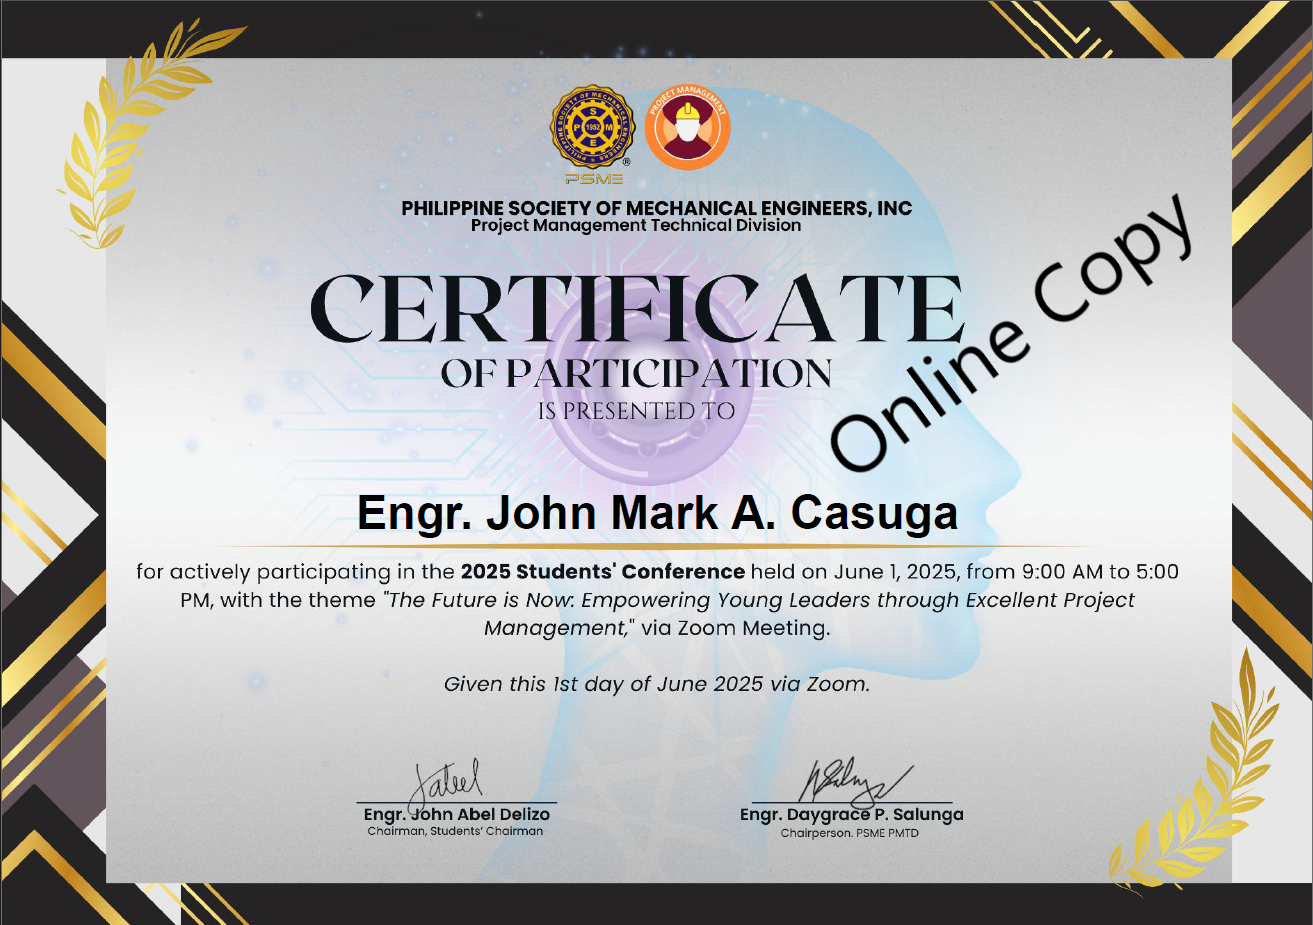 PHILIPPINE SOCIETY OF MECHANICAL ENGINEERS
P S M E
1952
®
PSME
PROJECT MANAGEMENT
PHILIPPINE SOCIETY OF MECHANICAL ENGINEERS, INC
Project Management Technical Division
CERTIFICATE
OF PARTICIPATION
IS PRESENTED TO
Online Copy
Engr. John Mark A. Casuga
for actively participating in the 2025 Students' Conference held on June 1, 2025, from 9:00 AM to 5:00
PM, with the theme "The Future is Now: Empowering Young Leaders through Excellent Project
Management," via Zoom Meeting.
Given this 1st day of June 2025 via Zoom.
Engr. John Abel Delizo
Chairman, Students' Chairman
Engr. Daygrace P. Salunga
Chairperson. PSME PMTD